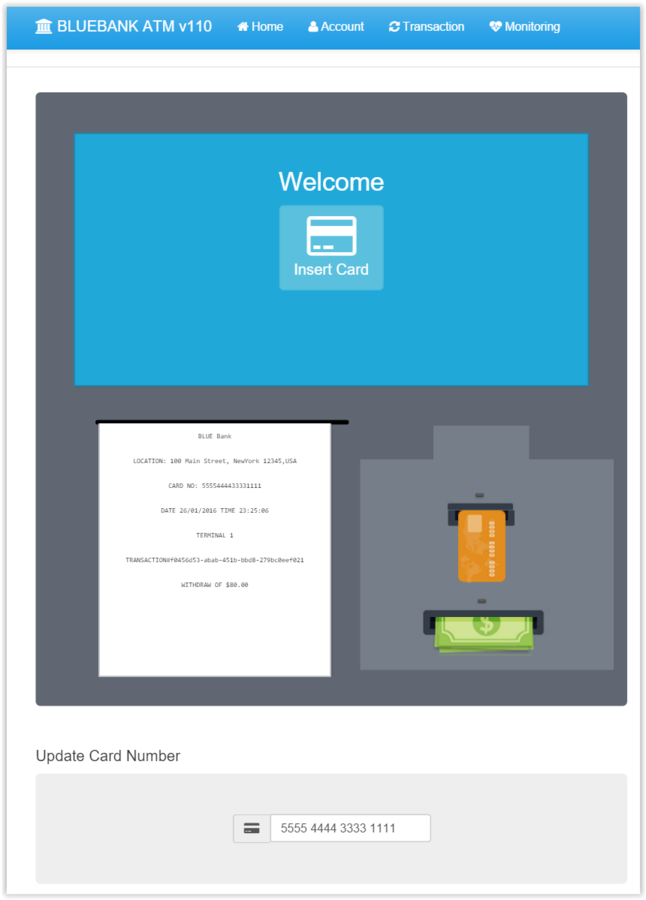 BLUEBANK ATM v110
Home
Account
Transaction
Monitoring
Welcome
Insert Card
BLUE Bank
LOCATION: 100 Main Street, NewYork 12345,USA
CARD NO: 5555444433331111
DATE 26/01/2016 TIME 23:25:06
TERMINAL 1
TRANSACTION#f0456d53-abab-451b-bbd8-279bc0eef021
WITHDRAW OF $80.00
$
Update Card Number
5555 4444 3333 1111